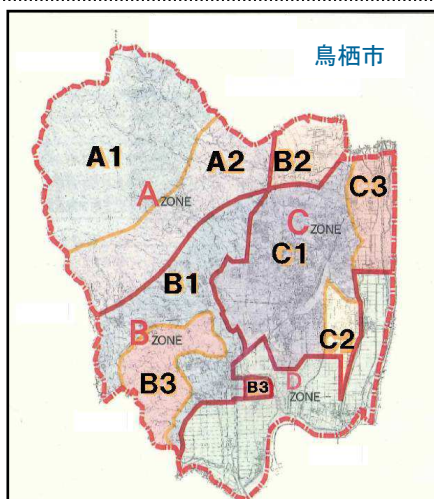 鳥栖市
A1
A2
B2
C3
A ZONE
C ZONE
C1
B1
C2
B ZONE
B3
B3
D ZONE